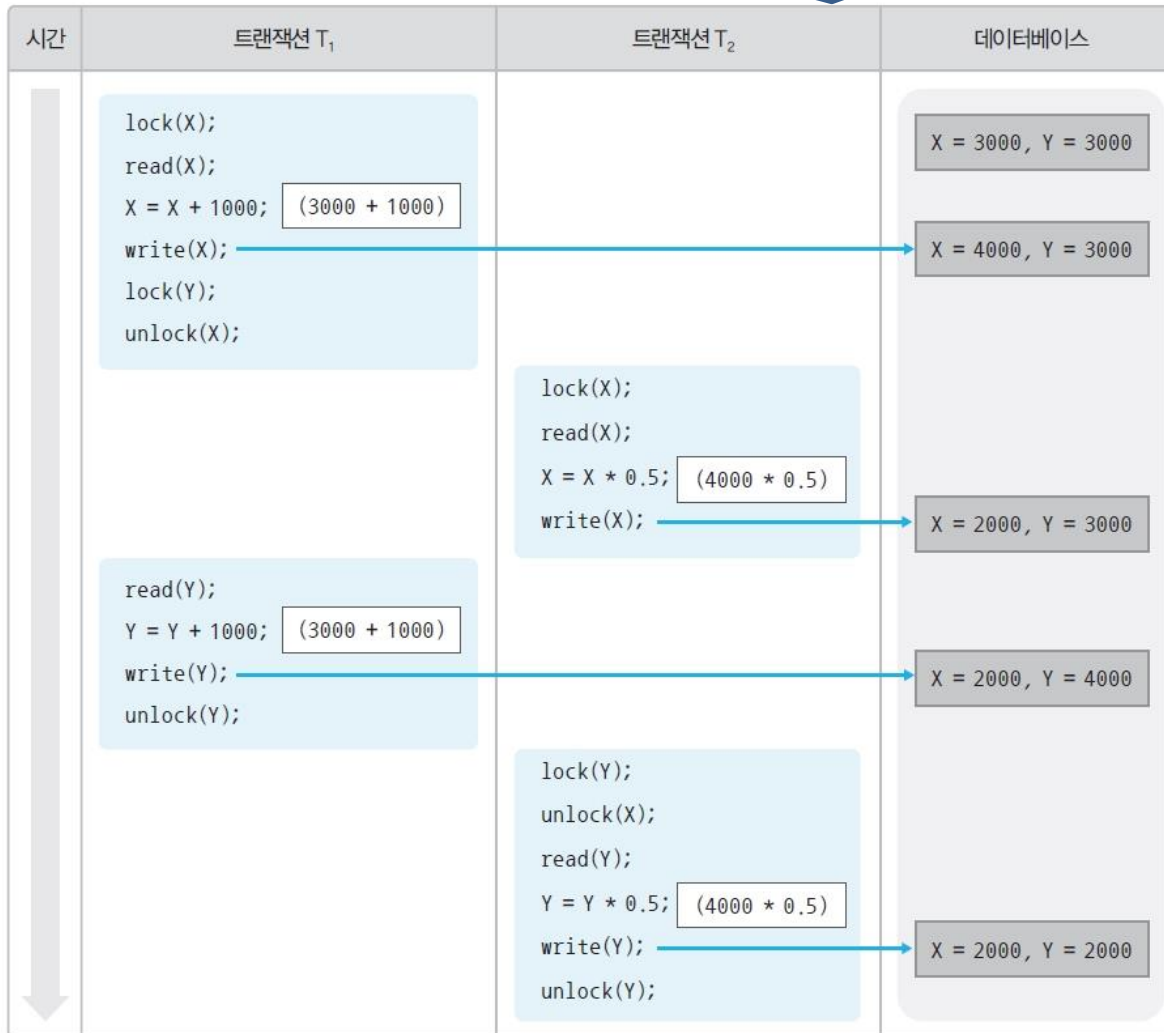 시간 트랜잭션 T₁ 트랜잭션 T₂ 데이터베이스
lock(X);
X = 3000, Y = 3000
read(X);
X = X + 1000; (3000 + 1000)
write(X); X = 4000, Y = 3000
lock(Y);
unlock(X);
lock(X);
read(X);
X = X * 0.5; (4000 * 0.5)
write(X); X = 2000, Y = 3000
read(Y);
Y = Y + 1000; (3000 + 1000)
write(Y); X = 2000, Y = 4000
unlock(Y);
lock(Y);
unlock(X);
read(Y);
Y = Y * 0.5; (4000 * 0.5)
write(Y); X = 2000, Y = 2000
unlock(Y);